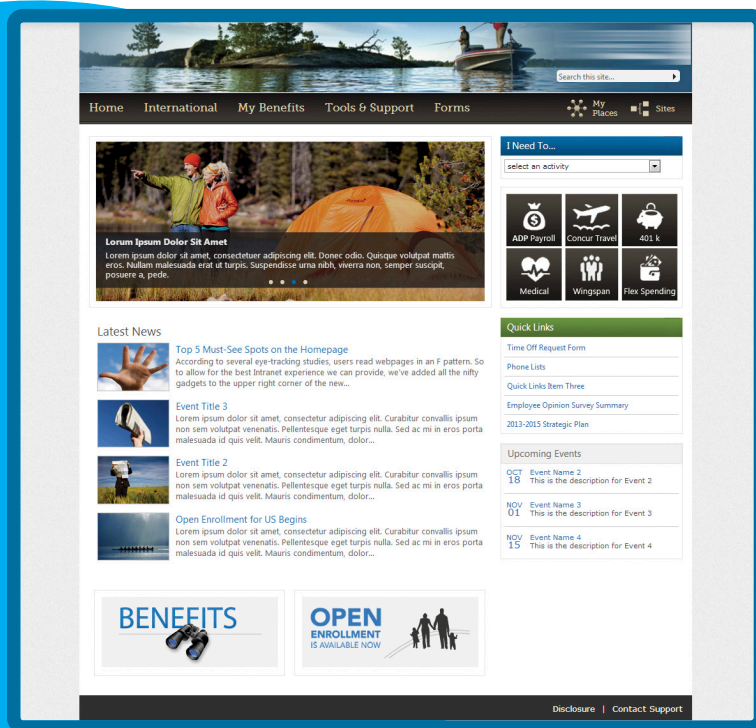 Search this site...
Home International My Benefits Tools & Support Forms
My
Places
Sites
Lorum Ipsum Dolor Sit Amet
Lorem ipsum dolor sit amet, consectetuer adipiscing elit. Donec odio. Quisque volutpat mattis
eros. Nullam malesuada erat ut turpis. Suspendisse urna nibh, viverra non, semper suscipit,
posuere a, pede.
I Need To...
select an activity
ADP Payroll
Concur Travel
401 k
Medical
Wingspan
Flex Spending
Latest News
Top 5 Must-See Spots on the Homepage
According to several eye-tracking studies, users read webpages in an F pattern. So
to allow for the best Intranet experience we can provide, we've added all the nifty
gadgets to the upper right corner of the new...
Event Title 3
Lorem ipsum dolor sit amet, consectetur adipiscing elit. Curabitur convallis ipsum
non sem volutpat venenatis. Pellentesque eget turpis nulla. Sed ac mi in eros porta
malesuada id quis velit. Mauris condimentum, dolor...
Event Title 2
Lorem ipsum dolor sit amet, consectetur adipiscing elit. Curabitur convallis ipsum
non sem volutpat venenatis. Pellentesque eget turpis nulla. Sed ac mi in eros porta
malesuada id quis velit. Mauris condimentum, dolor...
Open Enrollment for US Begins
Lorem ipsum dolor sit amet, consectetur adipiscing elit. Curabitur convallis ipsum
non sem volutpat venenatis. Pellentesque eget turpis nulla. Sed ac mi in eros porta
malesuada id quis velit. Mauris condimentum, dolor...
Quick Links
Time Off Request Form
Phone Lists
Quick Links Item Three
Employee Opinion Survey Summary
2013-2015 Strategic Plan
Upcoming Events
OCT
18
Event Name 2
This is the description for Event 2
NOV
01
Event Name 3
This is the description for Event 3
NOV
15
Event Name 4
This is the description for Event 4
BENEFITS
OPEN
ENROLLMENT
IS AVAILABLE NOW
Disclosure | Contact Support